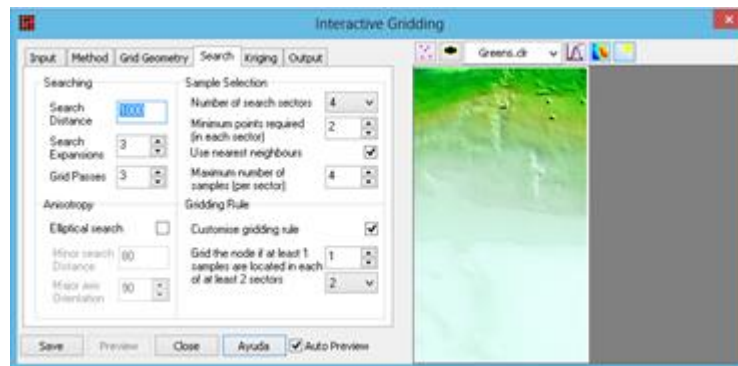 Interactive Gridding
Input Method Grid Geometry Search Kriging Output
Greens.clr
Searching
Search Distance 1000
Search Expansions 3
Grid Passes 3
Sample Selection
Number of search sectors 4
Minimum points required (in each sector) 2
Use nearest neighbours
Maximum number of samples (per sector) 4
Anisotropy
Elliptical search
Minor search Distance 80
Major axis Orientation 90
Gridding Rule
Customise gridding rule
Grid the node if at least 1 samples are located in each of at least 2 sectors
1
2
Save Preview Close Ayuda Auto Preview